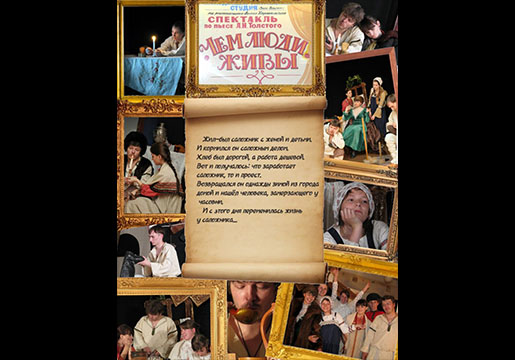 СТУДИЯ
СПЕКТАКЛЬ
по пьесе Л.Н.Толстого
ЧЕМ ЛЮДИ
ЖИВЫ
Жил-был сапожник с женой и детьми,
И кормился он сапожным делом,
Хлеб был дорогой, а работа дешевой,
Вот и получалось: что заработает
сапожник, то и проест.
Возвращался он однажды зимой из города
домой и нашёл человека, замерзающего у
часовни,
И с этого дня переменилась жизнь
у сапожника...